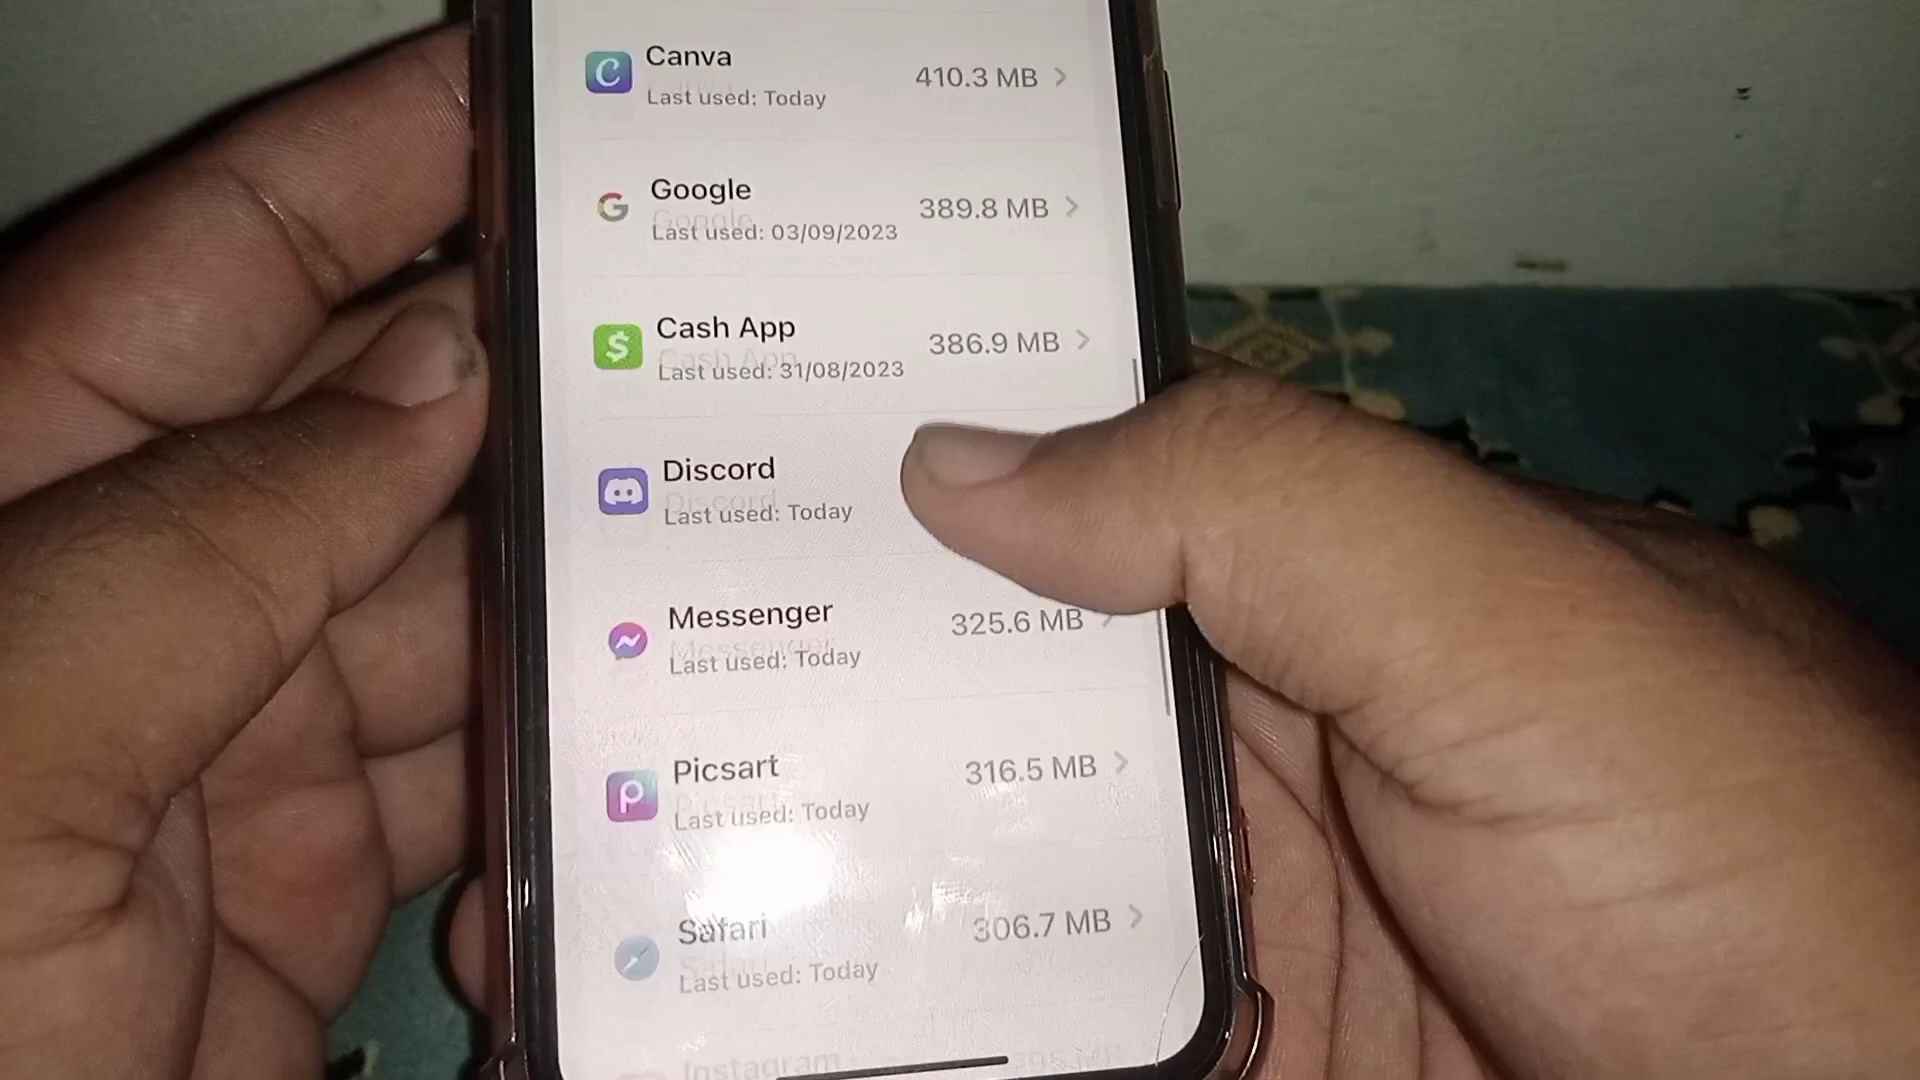 Canva
410.3 MB
Last used: Today
Google
389.8 MB
Last used: 03/09/2023
Cash App
386.9 MB
Last used: 31/08/2023
Discord
Last used: Today
Messenger
325.6 MB
Last used: Today
Picsart
316.5 MB
Last used: Today
Safari
306.7 MB
Last used: Today
Instagram